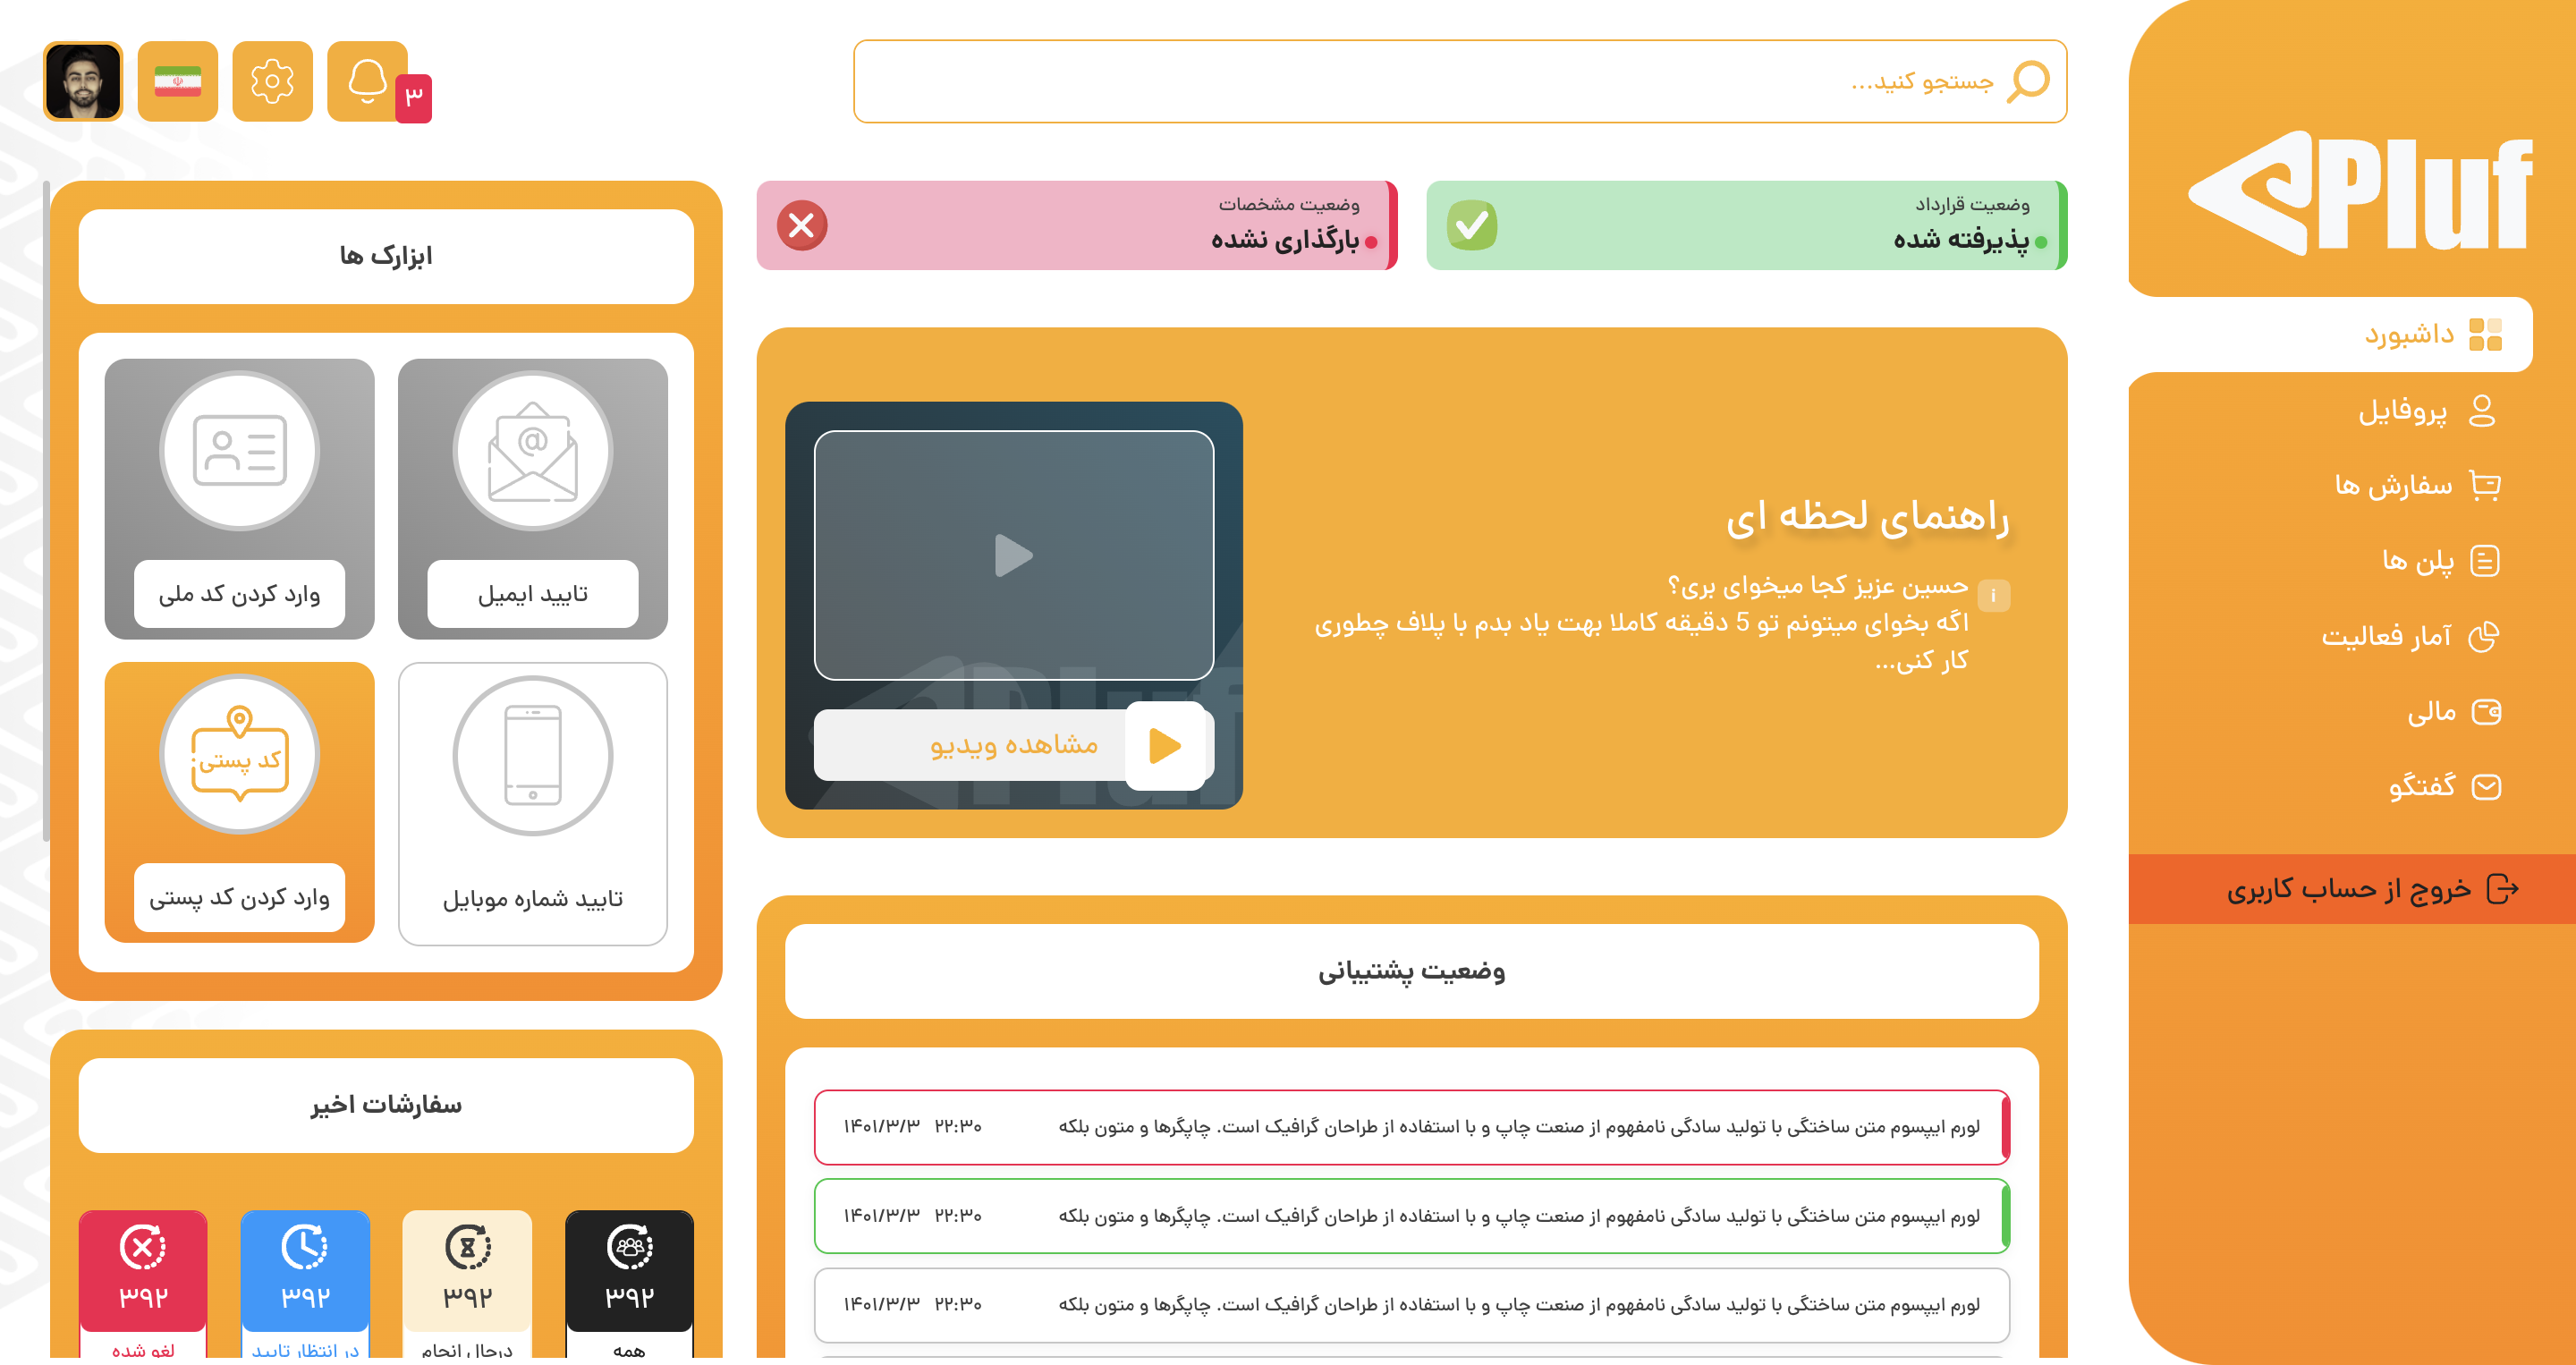 Pluf
داشبورد
پروفایل
سفارش ها
پلن ها
آمار فعالیت
مالی
گفتگو
خروج از حساب کاربری
جستجو کنید...
۳
وضعیت قرارداد
پذیرفته شده
وضعیت مشخصات
بارگذاری نشده
راهنمای لحظه ای
i
حسین عزیز کجا میخوای بری؟
اگه بخوای میتونم تو 5 دقیقه کاملا بهت یاد بدم با پلاف چطوری
کار کنی...
Pluf
مشاهده ویدیو
وضعیت پشتیبانی
لورم ایپسوم متن ساختگی با تولید سادگی نامفهوم از صنعت چاپ و با استفاده از طراحان گرافیک است. چاپگرها و متون بلکه ۲۲:۳۰ ۱۴۰۱/۳/۳
لورم ایپسوم متن ساختگی با تولید سادگی نامفهوم از صنعت چاپ و با استفاده از طراحان گرافیک است. چاپگرها و متون بلکه ۲۲:۳۰ ۱۴۰۱/۳/۳
لورم ایپسوم متن ساختگی با تولید سادگی نامفهوم از صنعت چاپ و با استفاده از طراحان گرافیک است. چاپگرها و متون بلکه ۲۲:۳۰ ۱۴۰۱/۳/۳
ابزارک ها
تایید ایمیل
وارد کردن کد ملی
تایید شماره موبایل
کد پستی
وارد کردن کد پستی
سفارشات اخیر
۳۹۲
همه
۳۹۲
درحال انجام
۳۹۲
در انتظار تایید
۳۹۲
لغو شده